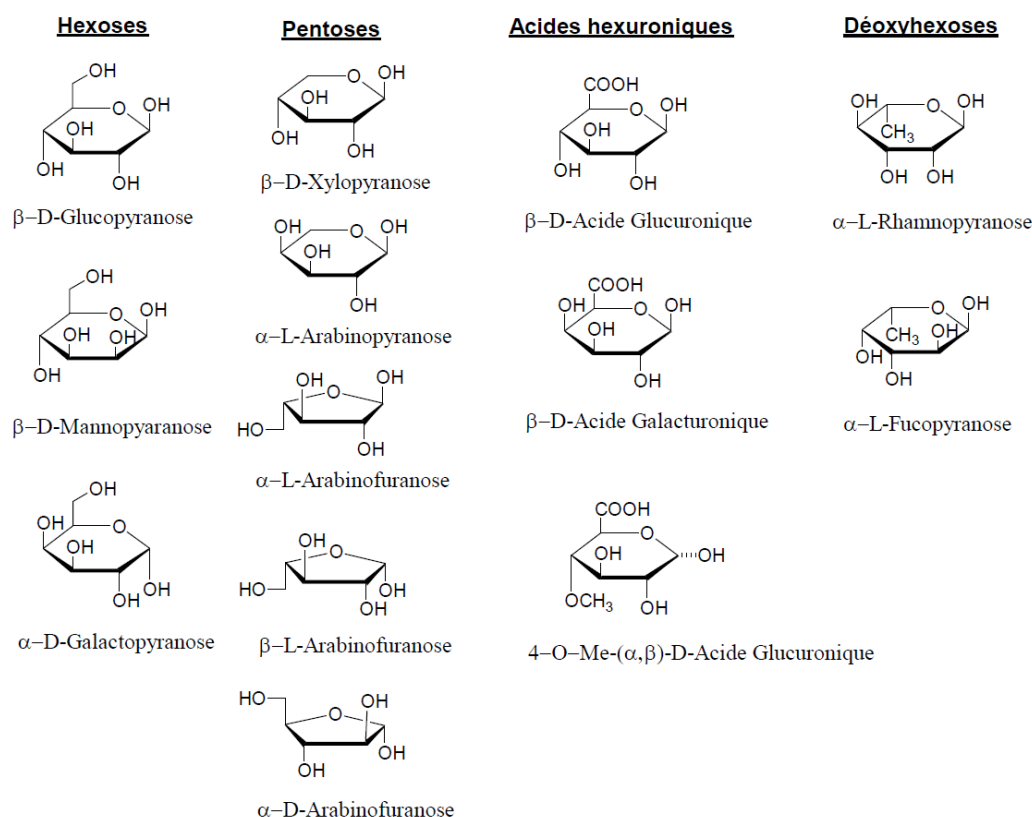 Hexoses
Pentoses
Acides hexuroniques
Déoxyhexoses
OH
O OH
OH
OH
OH
β–D-Glucopyranose
O OH
OH
OH
OH
β–D-Xylopyranose
COOH
O OH
OH
OH
OH
β–D-Acide Glucuronique
OH O OH
CH3
OH OH
α–L-Rhamnopyranose
OH
O OH
OH OH
OH
β–D-Mannopyaranose
OH O OH
OH
OH
α–L-Arabinopyranose
COOH
OH O OH
OH
OH
β–D-Acide Galacturonique
O OH
CH3 OH
OH
OH
α–L-Fucopyranose
OH O OH
HO OH
α–L-Arabinofuranose
OH
OH O
OH
OH OH
α–D-Galactopyranose
OH O
HO OH
OH
β–L-Arabinofuranose
COOH
O
OH OH
OCH3 OH
4–O–Me-(α,β)-D-Acide Glucuronique
HO OH
O
OH
OH
α–D-Arabinofuranose